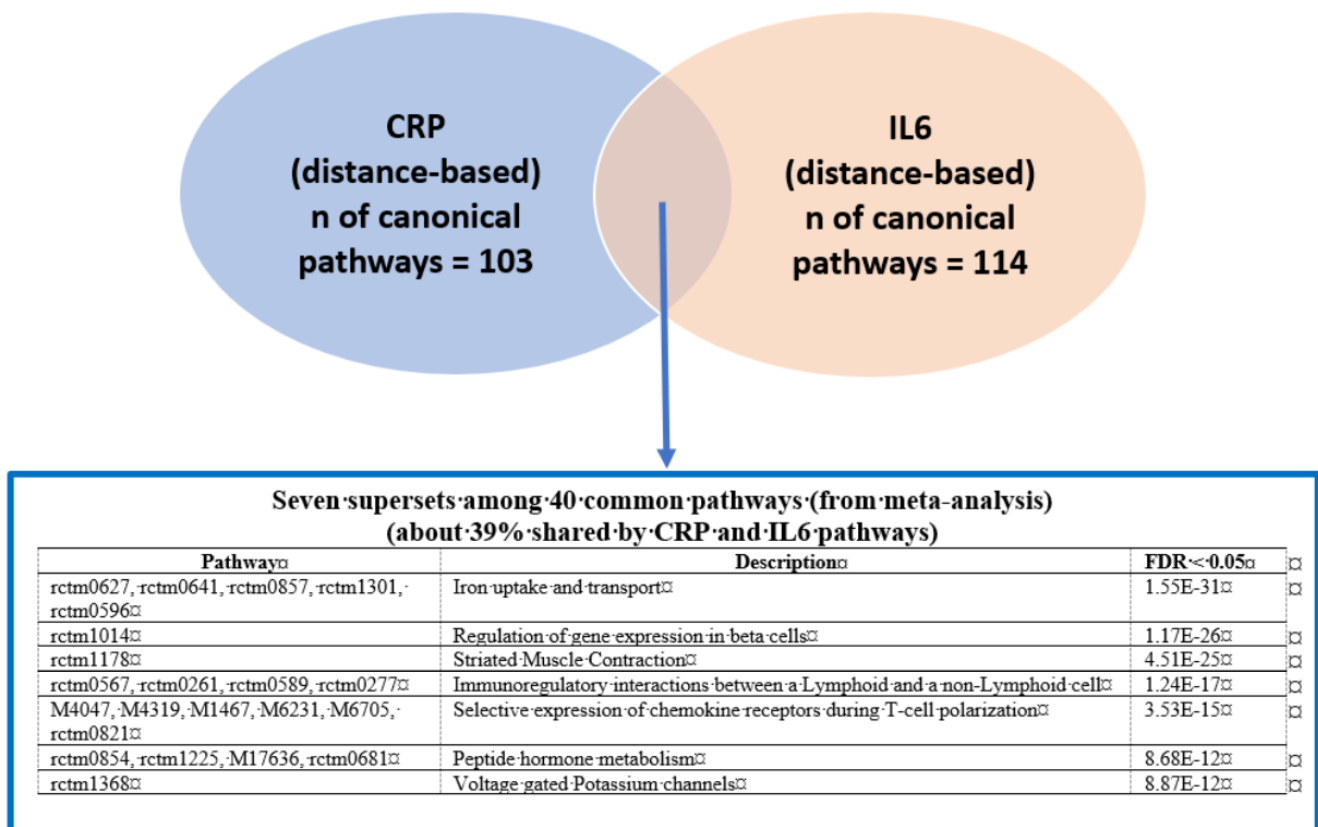 CRP
(distance-based)
n of canonical
pathways = 103
IL6
(distance-based)
n of canonical
pathways = 114
Seven·supersets·among·40·common·pathways·(from·meta-analysis)
(about·39%·shared·by·CRP·and·IL6·pathways)
Pathway¤ Description¤ FDR·<·0.05¤ ¤
rctm0627,·rctm0641,·rctm0857,·rctm1301,· Iron·uptake·and·transport¤ 1.55E-31¤ ¤
rctm0596¤
rctm1014¤ Regulation·of·gene·expression·in·beta·cells¤ 1.17E-26¤ ¤
rctm1178¤ Striated·Muscle·Contraction¤ 4.51E-25¤ ¤
rctm0567,·rctm0261,·rctm0589,·rctm0277¤ Immunoregulatory·interactions·between·a·Lymphoid·and·a·non-Lymphoid·cell¤ 1.24E-17¤ ¤
M4047,·M4319,·M1467,·M6231,·M6705,· Selective·expression·of·chemokine·receptors·during·T-cell·polarization¤ 3.53E-15¤ ¤
rctm0821¤
rctm0854,·rctm1225,·M17636,·rctm0681¤ Peptide·hormone·metabolism¤ 8.68E-12¤ ¤
rctm1368¤ Voltage·gated·Potassium·channels¤ 8.87E-12¤ ¤